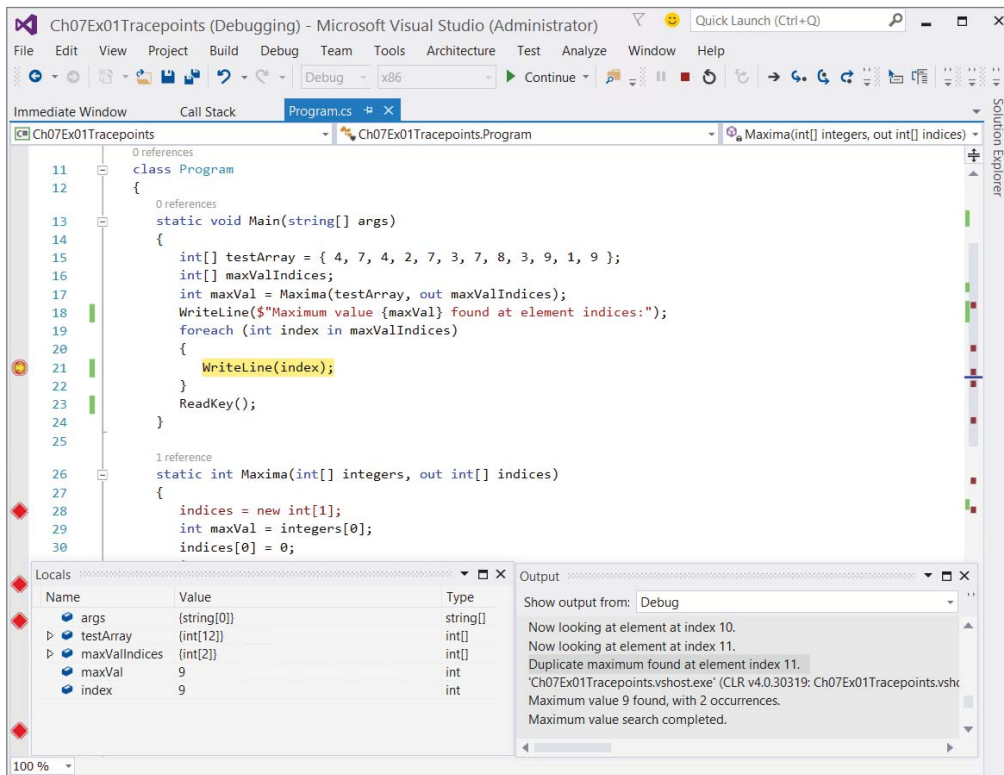 Ch07Ex01Tracepoints (Debugging) - Microsoft Visual Studio (Administrator)
Quick Launch (Ctrl+Q)
File Edit View Project Build Debug Team Tools Architecture Test Analyze Window Help
Debug x86 Continue
Immediate Window Call Stack Program.cs
Solution Explorer
C# Ch07Ex01Tracepoints Ch07Ex01Tracepoints.Program Maxima(int[] integers, out int[] indices)
0 references
11 class Program
12 {
0 references
13 static void Main(string[] args)
14 {
15 int[] testArray = { 4, 7, 4, 2, 7, 3, 7, 8, 3, 9, 1, 9 };
16 int[] maxValIndices;
17 int maxVal = Maxima(testArray, out maxValIndices);
18 WriteLine($"Maximum value {maxVal} found at element indices:");
19 foreach (int index in maxValIndices)
20 {
21 WriteLine(index);
22 }
23 ReadKey();
24 }
25
1 reference
26 static int Maxima(int[] integers, out int[] indices)
27 {
28 indices = new int[1];
29 int maxVal = integers[0];
30 indices[0] = 0;
Locals
Name Value Type
args {string[0]} string[]
testArray {int[12]} int[]
maxValIndices {int[2]} int[]
maxVal 9 int
index 9 int
Output
Show output from: Debug
Now looking at element at index 10.
Now looking at element at index 11.
Duplicate maximum found at element index 11.
'Ch07Ex01Tracepoints.vshost.exe' (CLR v4.0.30319: Ch07Ex01Tracepoints.vsho
Maximum value 9 found, with 2 occurrences.
Maximum value search completed.
100 %